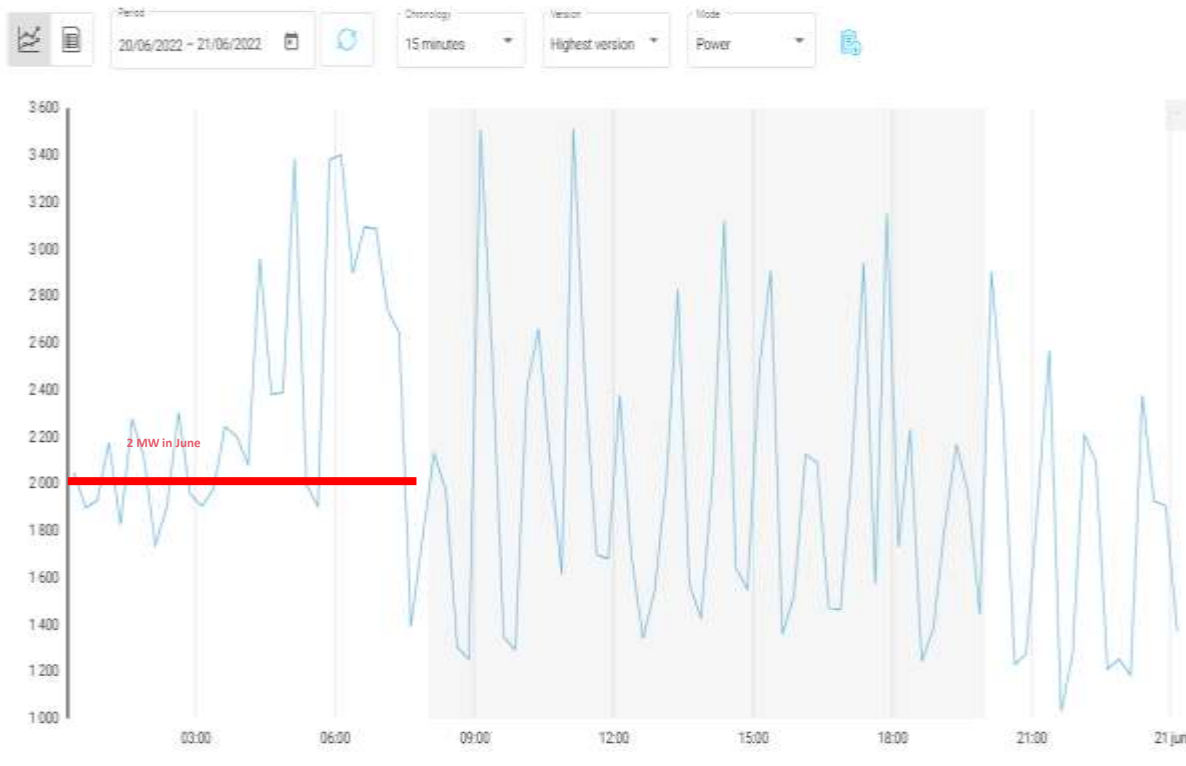 Period
20/06/2022 – 21/06/2022
Chronology
15 minutes
Version
Highest version
Mode
Power
3 600
3 400
3 200
3 000
2 800
2 600
2 400
2 200
2 MW in June
2 000
1 800
1 600
1 400
1 200
1 000
03:00
06:00
09:00
12:00
15:00
18:00
21:00
21 jun